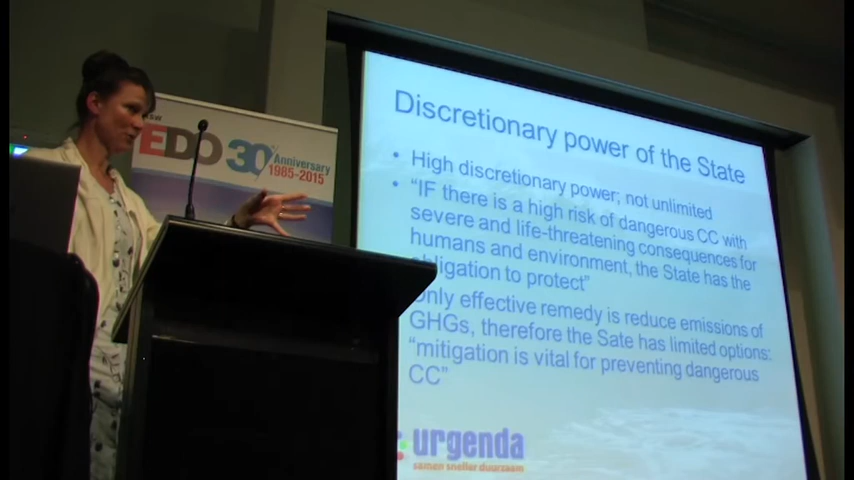 nsw
EDO 30th
Anniversary
1985-2015
Discretionary power of the State
• High discretionary power; not unlimited
• "IF there is a high risk of dangerous CC with
severe and life-threatening consequences for
humans and environment, the State has the
obligation to protect"
only effective remedy is reduce emissions of
GHGs, therefore the Sate has limited options:
"mitigation is vital for preventing dangerous
CC"
urgenda
samen sneller duurzaam